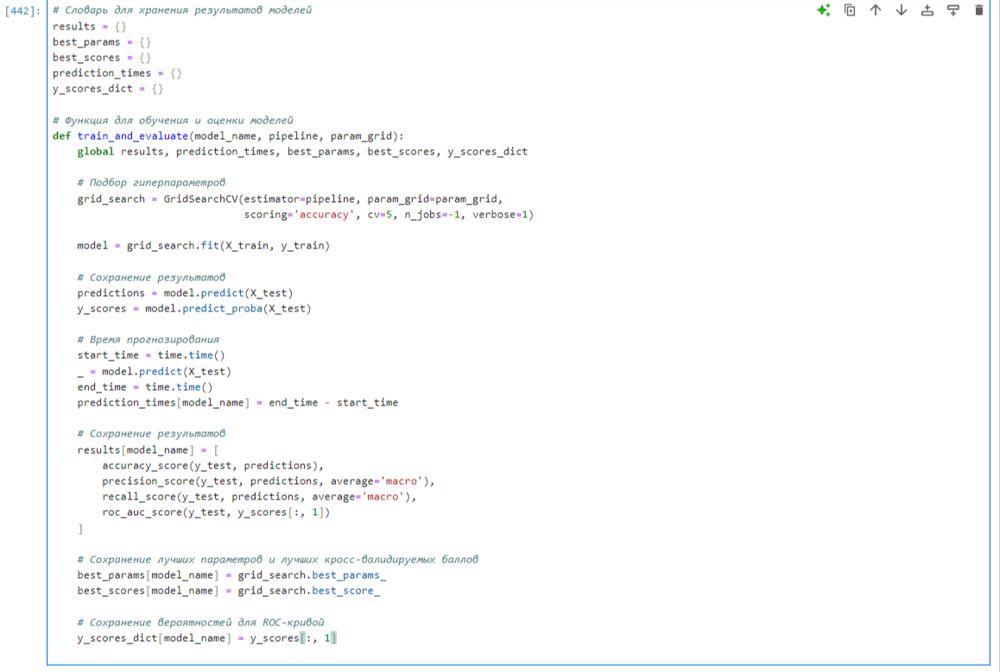 [442]: # Словарь для хранения результатов моделей
results = {}
best_params = {}
best_scores = {}
prediction_times = {}
y_scores_dict = {}

# Функция для обучения и оценки моделей
def train_and_evaluate(model_name, pipeline, param_grid):
    global results, prediction_times, best_params, best_scores, y_scores_dict

    # Подбор гиперпараметров
    grid_search = GridSearchCV(estimator=pipeline, param_grid=param_grid,
                               scoring='accuracy', cv=5, n_jobs=-1, verbose=1)

    model = grid_search.fit(X_train, y_train)

    # Сохранение результатов
    predictions = model.predict(X_test)
    y_scores = model.predict_proba(X_test)

    # Время прогнозирования
    start_time = time.time()
    _ = model.predict(X_test)
    end_time = time.time()
    prediction_times[model_name] = end_time - start_time

    # Сохранение результатов
    results[model_name] = [
        accuracy_score(y_test, predictions),
        precision_score(y_test, predictions, average='macro'),
        recall_score(y_test, predictions, average='macro'),
        roc_auc_score(y_test, y_scores[:, 1])
    ]

    # Сохранение лучших параметров и лучших кросс-валидируемых баллов
    best_params[model_name] = grid_search.best_params_
    best_scores[model_name] = grid_search.best_score_

    # Сохранение вероятностей для ROC-кривой
    y_scores_dict[model_name] = y_scores[:, 1]